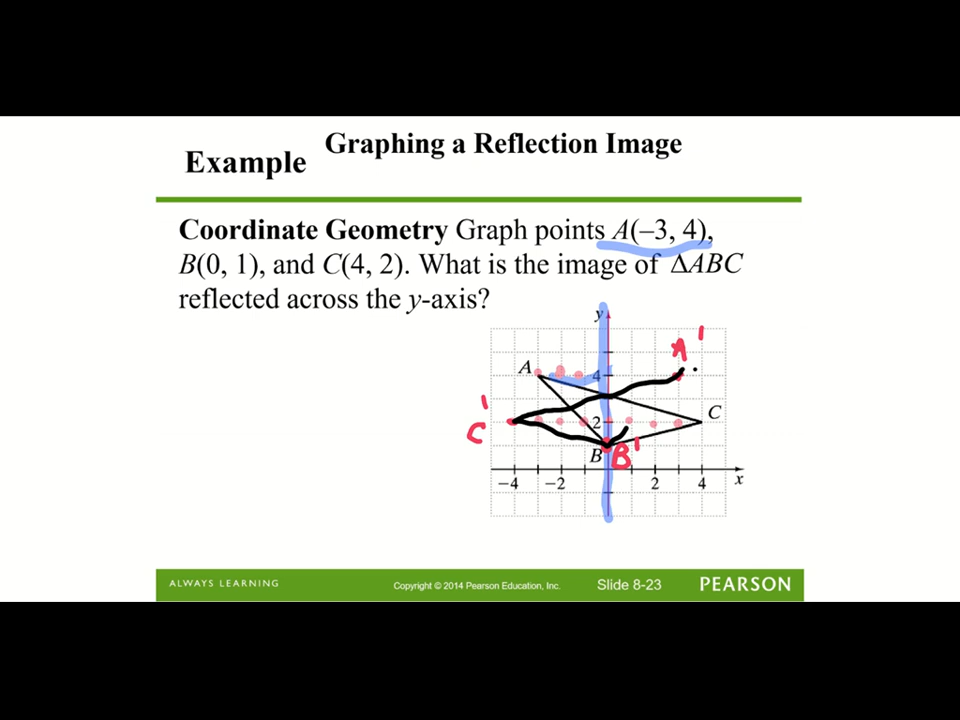 Graphing a Reflection Image
Example
Coordinate Geometry Graph points A(–3, 4),
B(0, 1), and C(4, 2). What is the image of ΔABC
reflected across the y-axis?
y
A'
A
4
C
C'
2
B
B'
–4 –2 2 4 x
ALWAYS LEARNING
Copyright © 2014 Pearson Education, Inc.
Slide 8-23
PEARSON